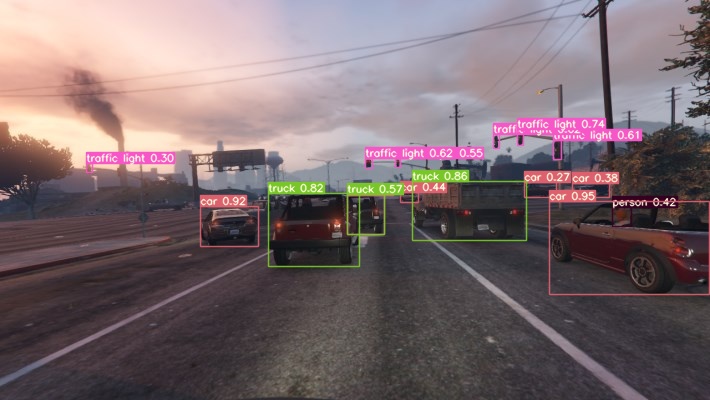 traffic light 0.74
traffic light 0.61
traffic light 0.62 0.55
traffic light 0.30
truck 0.86
car 0.27
car 0.38
truck 0.82
truck 0.57
car 0.44
car 0.95
car 0.92
person 0.42